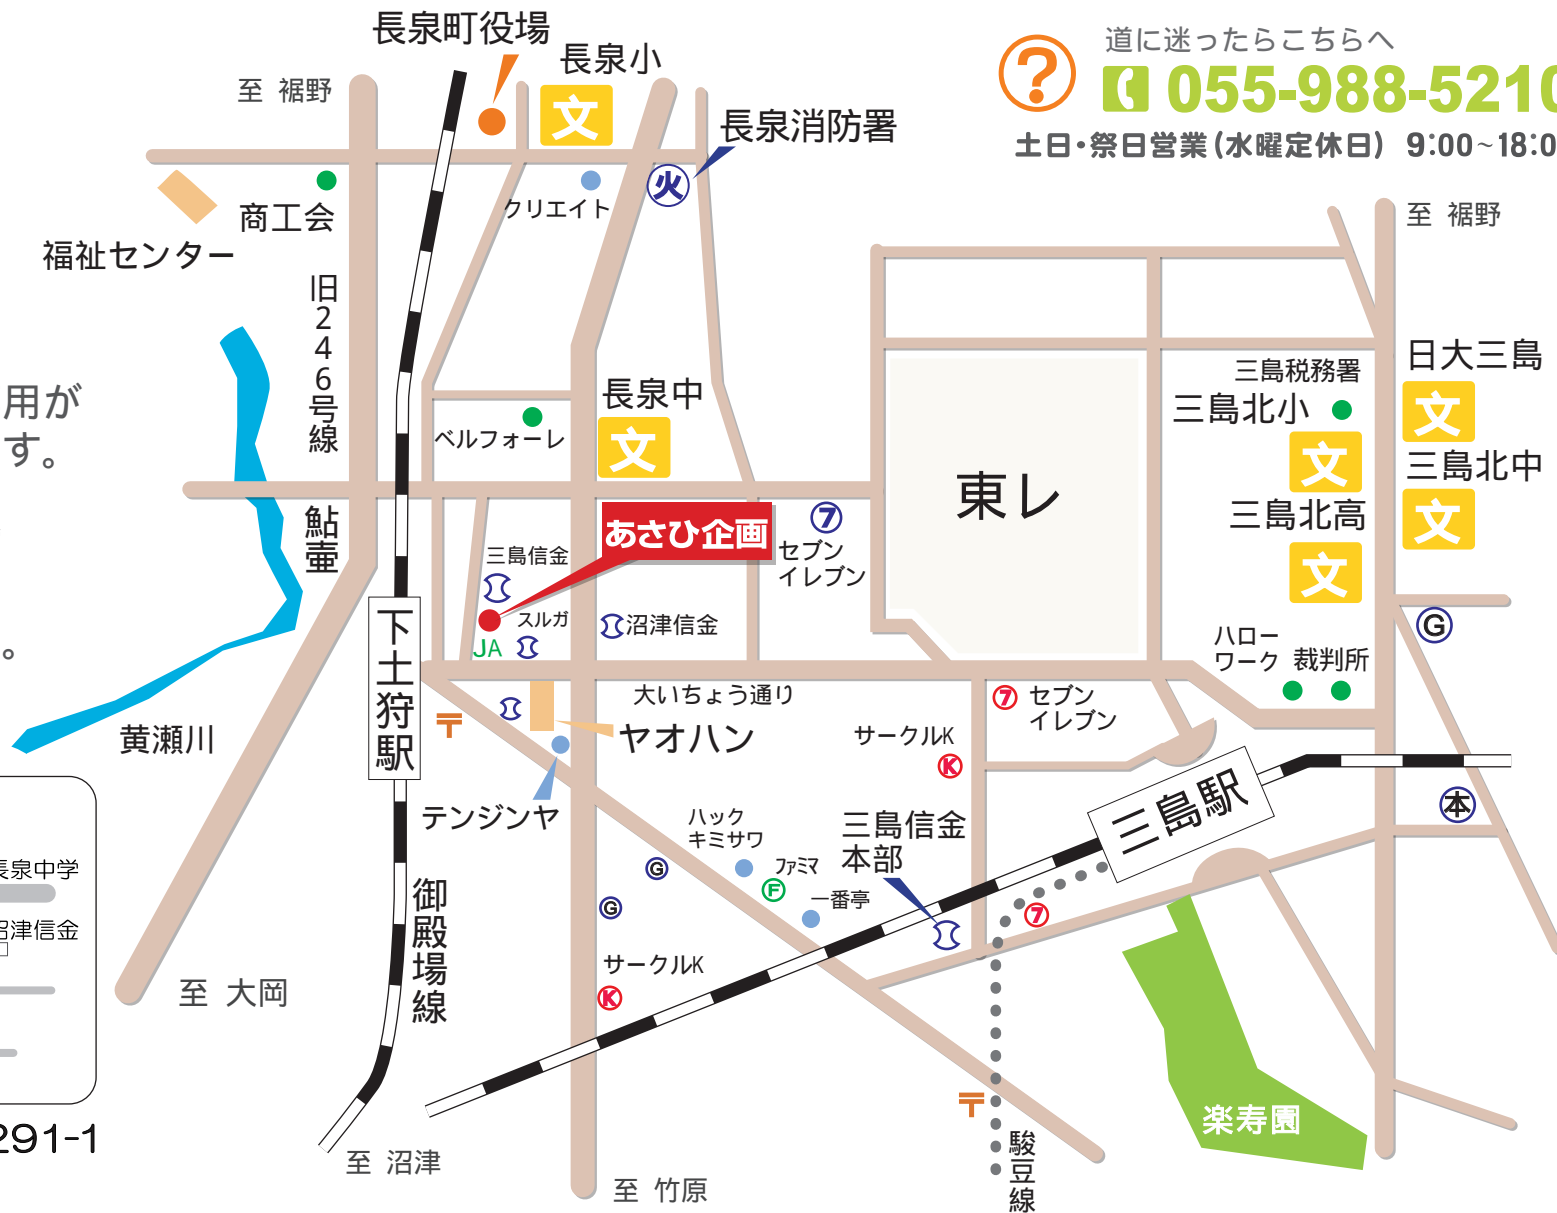 長泉町役場
長泉小
文
至 裾野
道に迷ったらこちらへ
?
055-988-5210
土日・祭日営業(水曜定休日) 9:00~18:0
長泉消防署
火
クリエイト
商工会
福祉センター
至 裾野
旧246号線
用が
す。
長泉中
文
ベルフォーレ
日大三島
文
三島税務署
三島北小
文
三島北中
文
三島北高
文
東レ
鮎壷
あさひ企画
7
セブン
イレブン
三島信金
スルガ
JA
沼津信金
。
下土狩駅
〒
大いちょう通り
ヤオハン
テンジンヤ
黄瀬川
G
ハロー
ワーク
裁判所
7
セブン
イレブン
サークルK
K
三島駅
本
ハック
キミサワ
G
ファミマ
F
一番亭
三島信金
本部
7
G
サークルK
K
長泉中学
沼津信金
291-1
御殿場線
至 大岡
至 沼津
至 竹原
〒
駿豆線
楽寿園